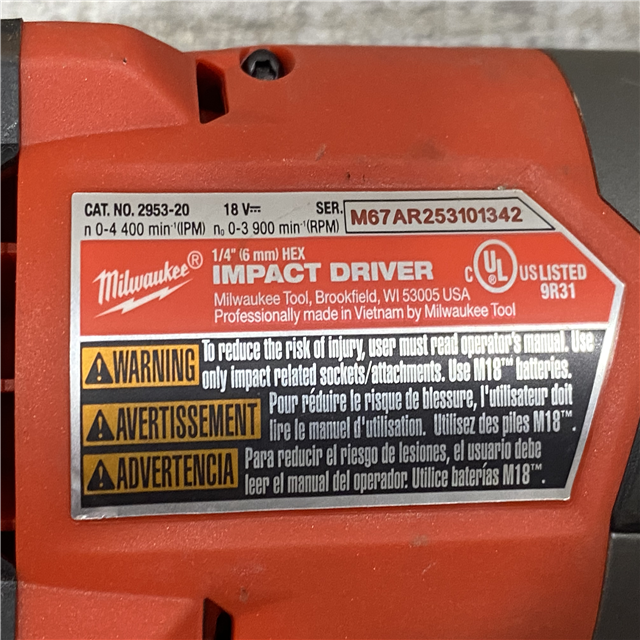 CAT. NO. 2953-20 18 V⎓ SER. M67AR253101342
n 0-4 400 min⁻¹(IPM) n₀ 0-3 900 min⁻¹(RPM)
1/4" (6 mm) HEX
Milwaukee® IMPACT DRIVER
Milwaukee Tool, Brookfield, WI 53005 USA
Professionally made in Vietnam by Milwaukee Tool
C UL ® US LISTED
9R31
WARNING To reduce the risk of injury, user must read operator's manual. Use
only impact related sockets/attachments. Use M18™ batteries.
AVERTISSEMENT Pour réduire le risque de blessure, l'utilisateur doit
lire le manuel d'utilisation. Utilisez des piles M18™.
ADVERTENCIA Para reducir el riesgo de lesiones, el usuario debe
leer el manual del operador. Utilice baterías M18™.